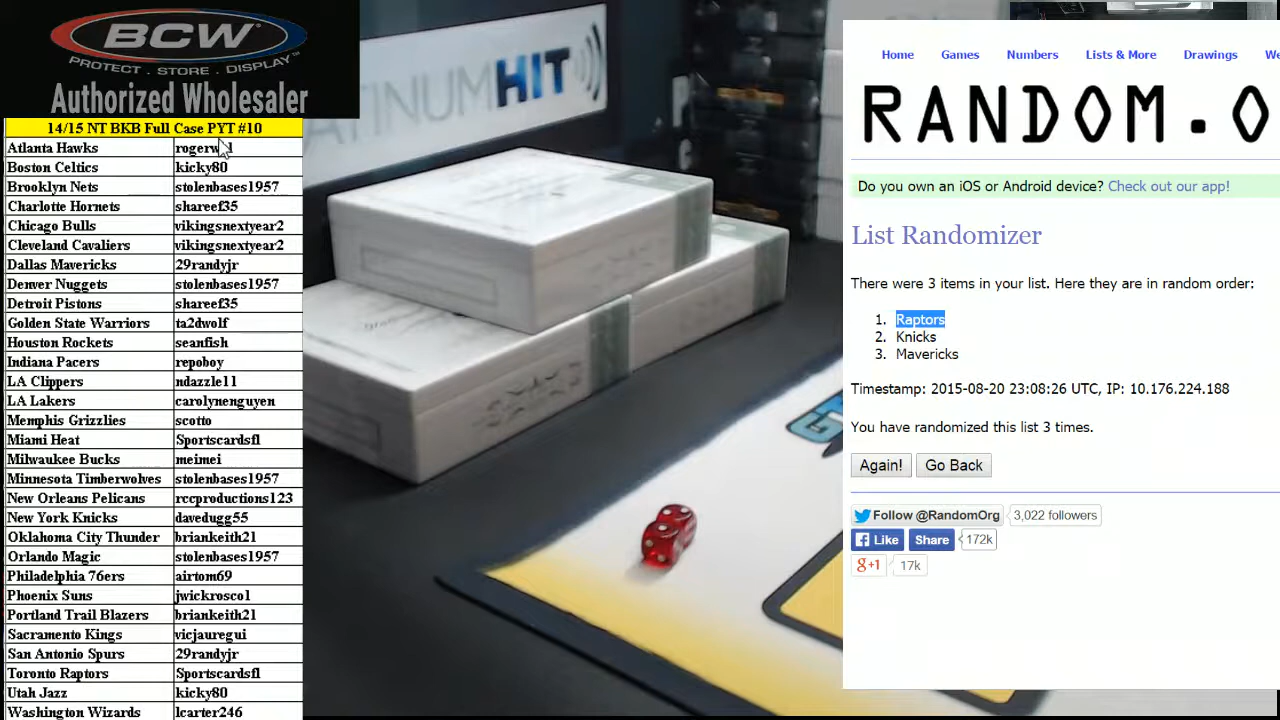 BCW
PROTECT . STORE . DISPLAY™
Authorized Wholesaler
14/15 NT BKB Full Case PYT #10
Atlanta Hawks
Boston Celtics kicky80
Brooklyn Nets stolenbases1957
Charlotte Hornets shareef35
Chicago Bulls vikingsnextyear2
Cleveland Cavaliers vikingsnextyear2
Dallas Mavericks 29randyjr
Denver Nuggets stolenbases1957
Detroit Pistons shareef35
Golden State Warriors ta2dwolf
Houston Rockets seanfish
Indiana Pacers repoboy
LA Clippers ndazzle11
LA Lakers carolynenguyen
Memphis Grizzlies scotto
Miami Heat Sportscardsfl
Milwaukee Bucks meimei
Minnesota Timberwolves stolenbases1957
New Orleans Pelicans rccproductions123
New York Knicks davedugg55
Oklahoma City Thunder briankeith21
Orlando Magic stolenbases1957
Philadelphia 76ers airtom69
Phoenix Suns jwickrosco1
Portland Trail Blazers briankeith21
Sacramento Kings vicjauregui
San Antonio Spurs 29randyjr
Toronto Raptors Sportscardsfl
Utah Jazz kicky80
Washington Wizards lcarter246
LATINUMHIT
Home Games Numbers Lists & More Drawings We
RANDOM.O
Do you own an iOS or Android device? Check out our app!
List Randomizer
There were 3 items in your list. Here they are in random order:
1. Raptors
2. Knicks
3. Mavericks
Timestamp: 2015-08-20 23:08:26 UTC, IP: 10.176.224.188
You have randomized this list 3 times.
Again! Go Back
Follow @RandomOrg 3,022 followers
Like Share 172k
g+1 17k